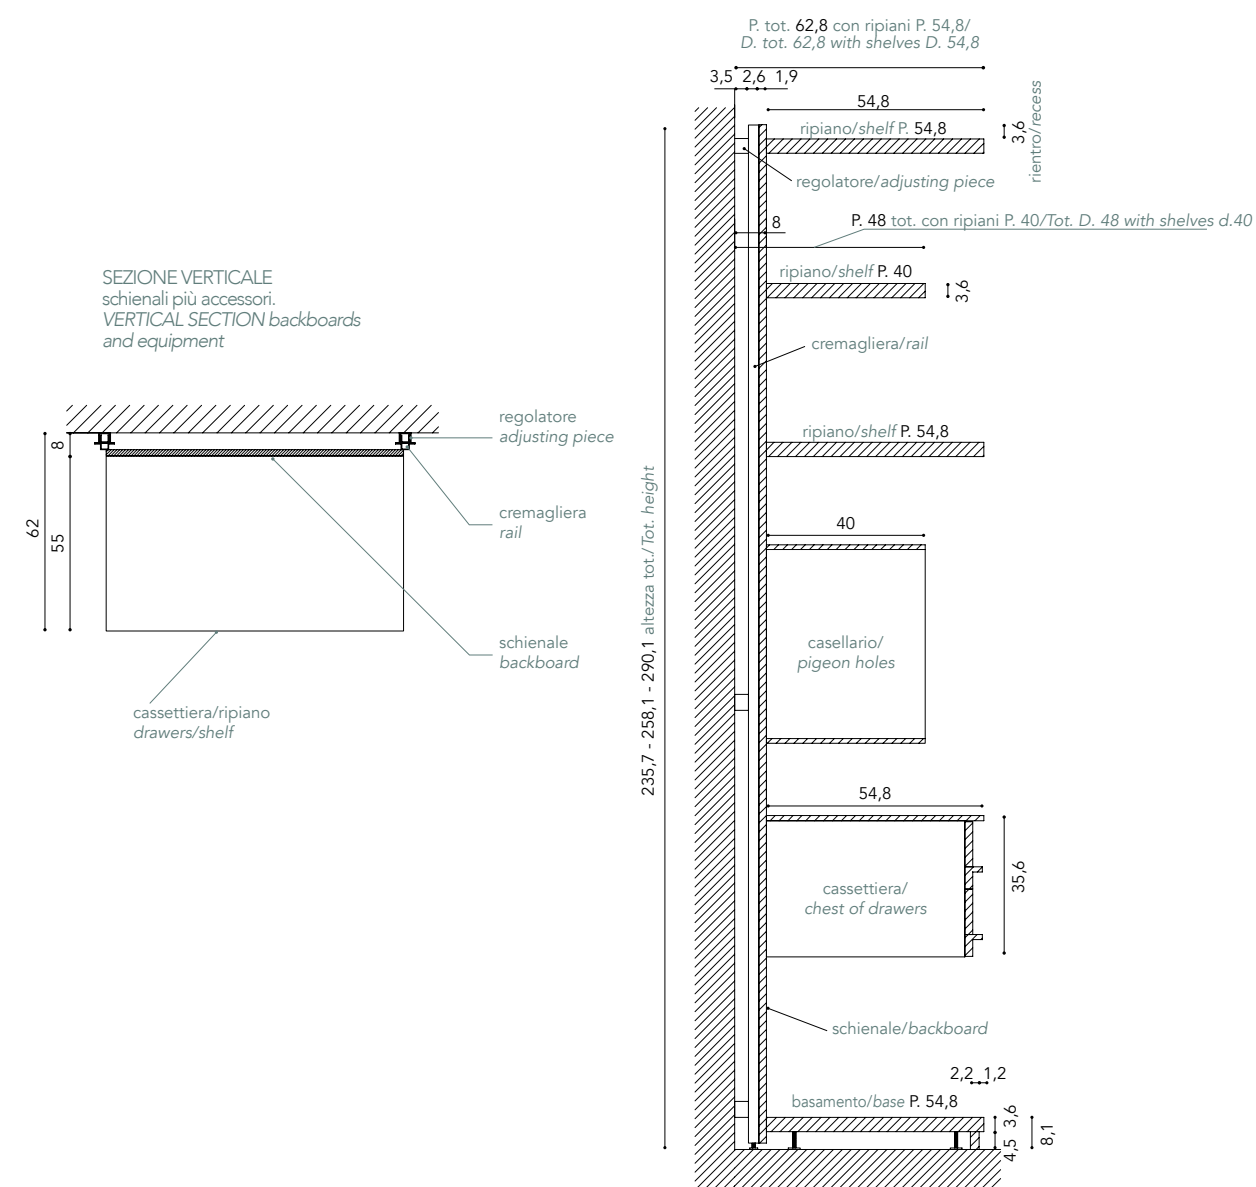 P. tot. 62,8 con ripiani P. 54,8/
D. tot. 62,8 with shelves D. 54,8
3,5 2,6 1,9
54,8
ripiano/shelf P. 54,8
3,6
rientro/recess
regolatore/adjusting piece
8
P. 48 tot. con ripiani P. 40/Tot. D. 48 with shelves d.40
ripiano/shelf P. 40
3,6
cremagliera/rail
ripiano/shelf P. 54,8
235,7 - 258,1 - 290,1 altezza tot./Tot. height
40
casellario/
pigeon holes
54,8
cassettiera/
chest of drawers
35,6
schienale/backboard
2,2 1,2
basamento/base P. 54,8
3,6
4,5
8,1
SEZIONE VERTICALE
schienali più accessori.
VERTICAL SECTION backboards
and equipment
regolatore
adjusting piece
8
62
55
cremagliera
rail
schienale
backboard
cassettiera/ripiano
drawers/shelf